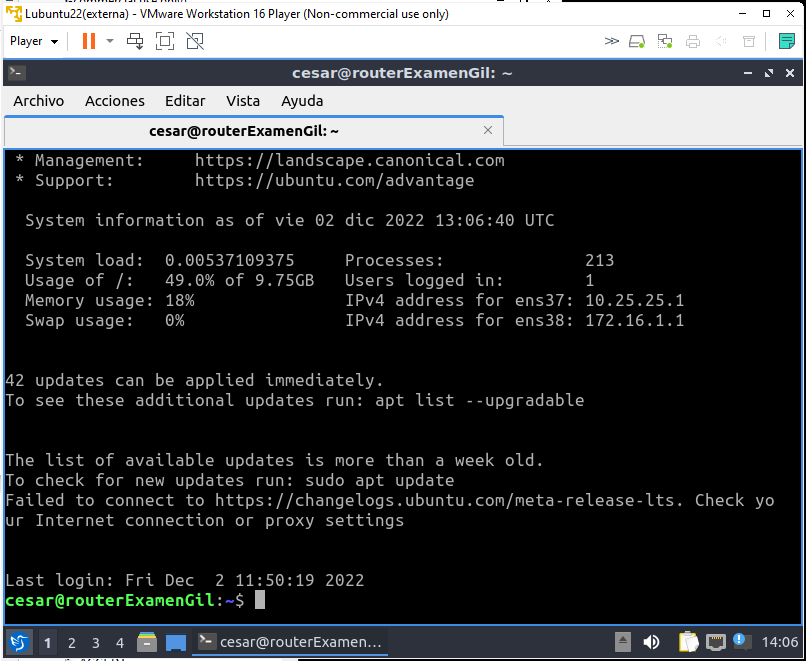 Lubuntu22(externa) - VMware Workstation 16 Player (Non-commercial use only)
Player
cesar@routerExamenGil: ~
Archivo Acciones Editar Vista Ayuda
cesar@routerExamenGil: ~
* Management:     https://landscape.canonical.com
* Support:        https://ubuntu.com/advantage
System information as of vie 02 dic 2022 13:06:40 UTC
System load:  0.00537109375     Processes:              213
Usage of /:   49.0% of 9.75GB   Users logged in:        1
Memory usage: 18%               IPv4 address for ens37: 10.25.25.1
Swap usage:   0%                IPv4 address for ens38: 172.16.1.1
42 updates can be applied immediately.
To see these additional updates run: apt list --upgradable
The list of available updates is more than a week old.
To check for new updates run: sudo apt update
Failed to connect to https://changelogs.ubuntu.com/meta-release-lts. Check yo
ur Internet connection or proxy settings
Last login: Fri Dec  2 11:50:19 2022
cesar@routerExamenGil:~$
1 2 3 4 cesar@routerExamen... 14:06